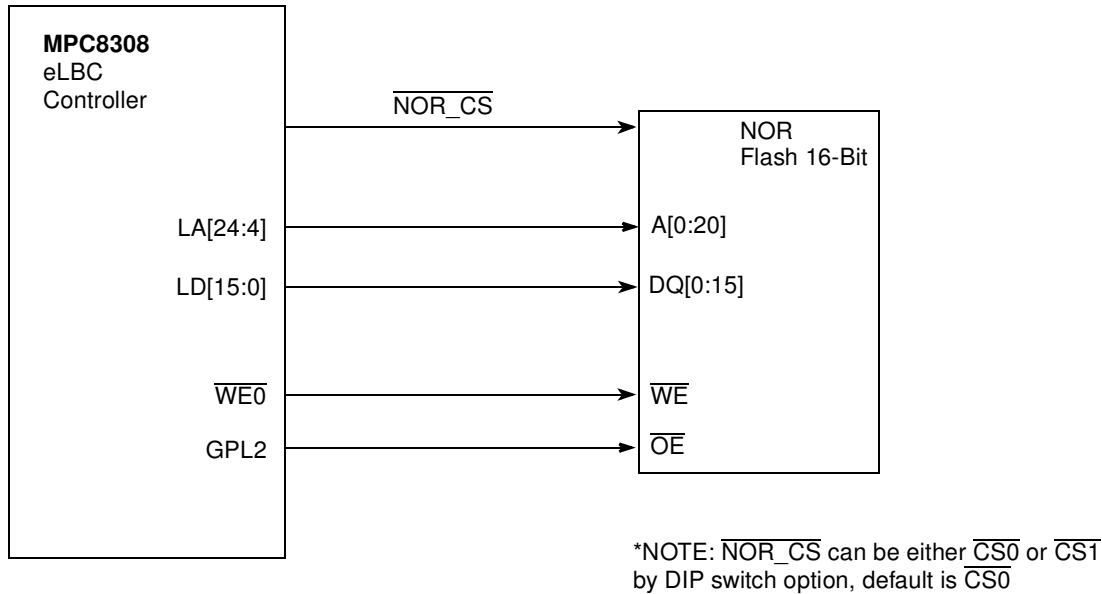 MPC8308
eLBC
Controller
NOR_CS
NOR
Flash 16-Bit
LA[24:4]
A[0:20]
LD[15:0]
DQ[0:15]
WE0
WE
GPL2
OE
*NOTE: NOR_CS can be either CS0 or CS1
by DIP switch option, default is CS0